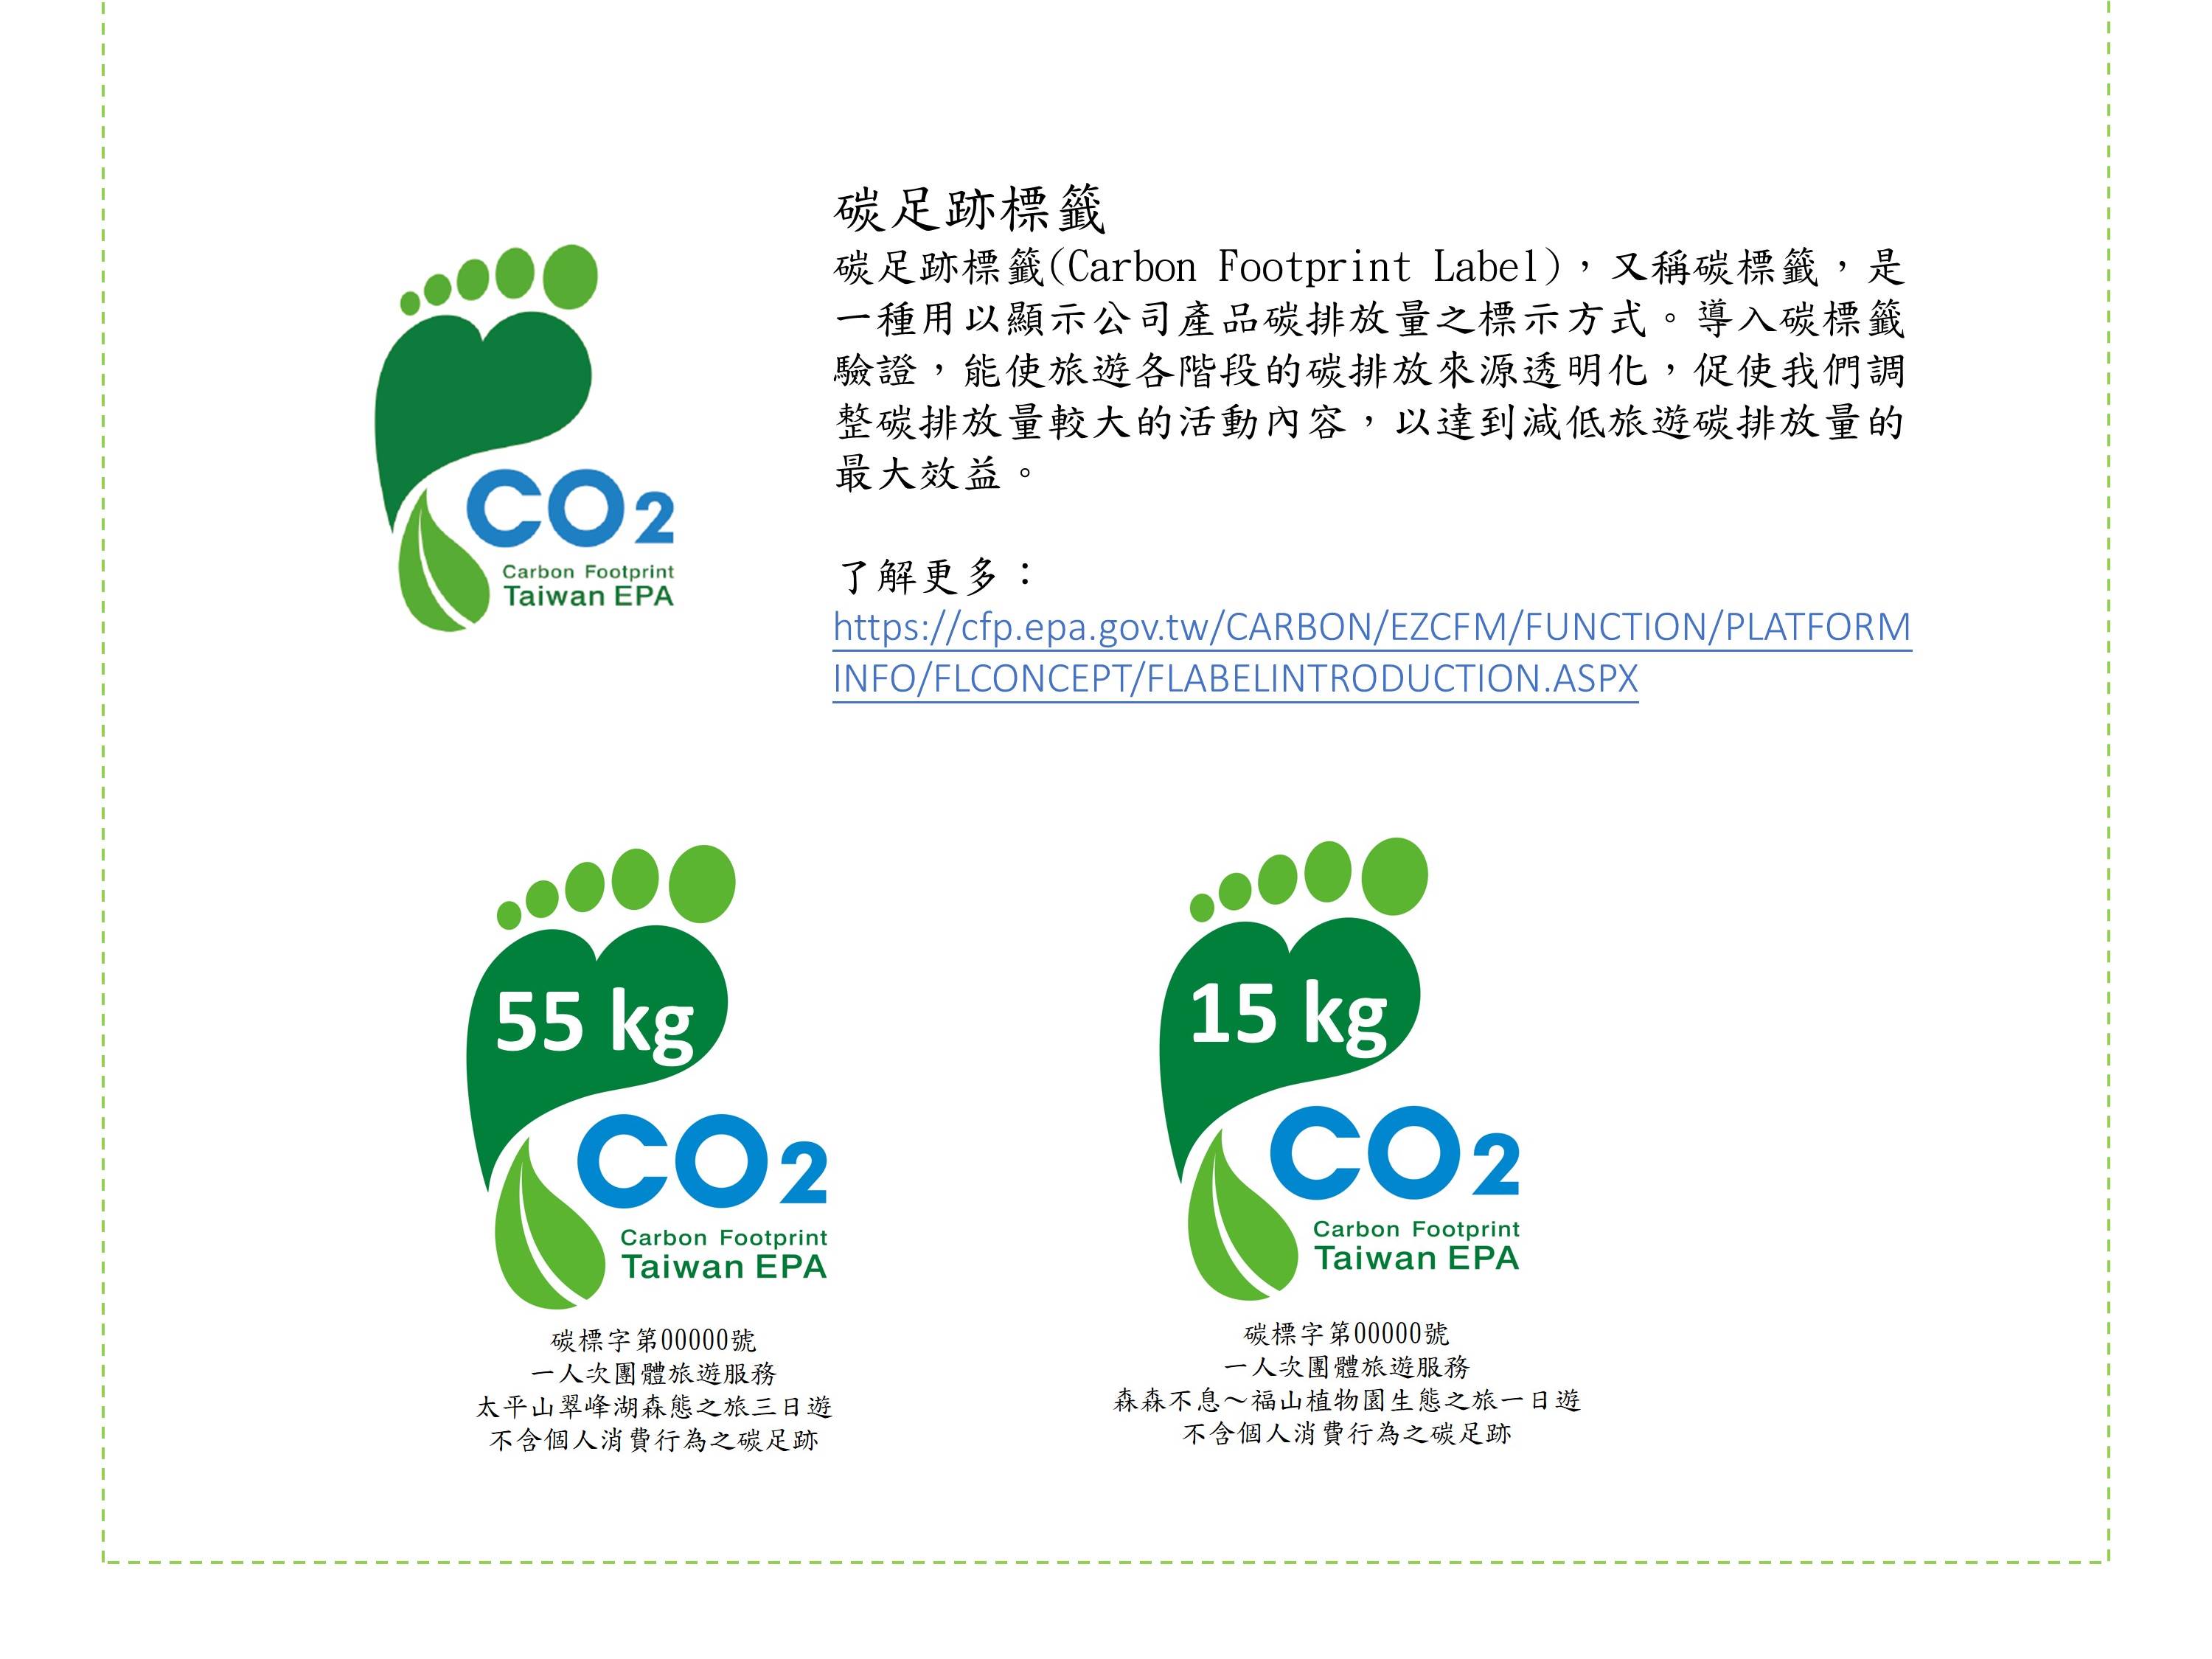 碳足跡標籤
碳足跡標籤(Carbon Footprint Label)，又稱碳標籤，是
一種用以顯示公司產品碳排放量之標示方式。導入碳標籤
驗證，能使旅遊各階段的碳排放來源透明化，促使我們調
整碳排放量較大的活動內容，以達到減低旅遊碳排放量的
最大效益。
CO2
Carbon Footprint
Taiwan EPA
了解更多：
https://cfp.epa.gov.tw/CARBON/EZCFM/FUNCTION/PLATFORM
INFO/FLCONCEPT/FLABELINTRODUCTION.ASPX
55 kg
CO2
Carbon Footprint
Taiwan EPA
碳標字第00000號
一人次團體旅遊服務
太平山翠峰湖森態之旅三日遊
不含個人消費行為之碳足跡
15 kg
CO2
Carbon Footprint
Taiwan EPA
碳標字第00000號
一人次團體旅遊服務
森森不息～福山植物園生態之旅一日遊
不含個人消費行為之碳足跡